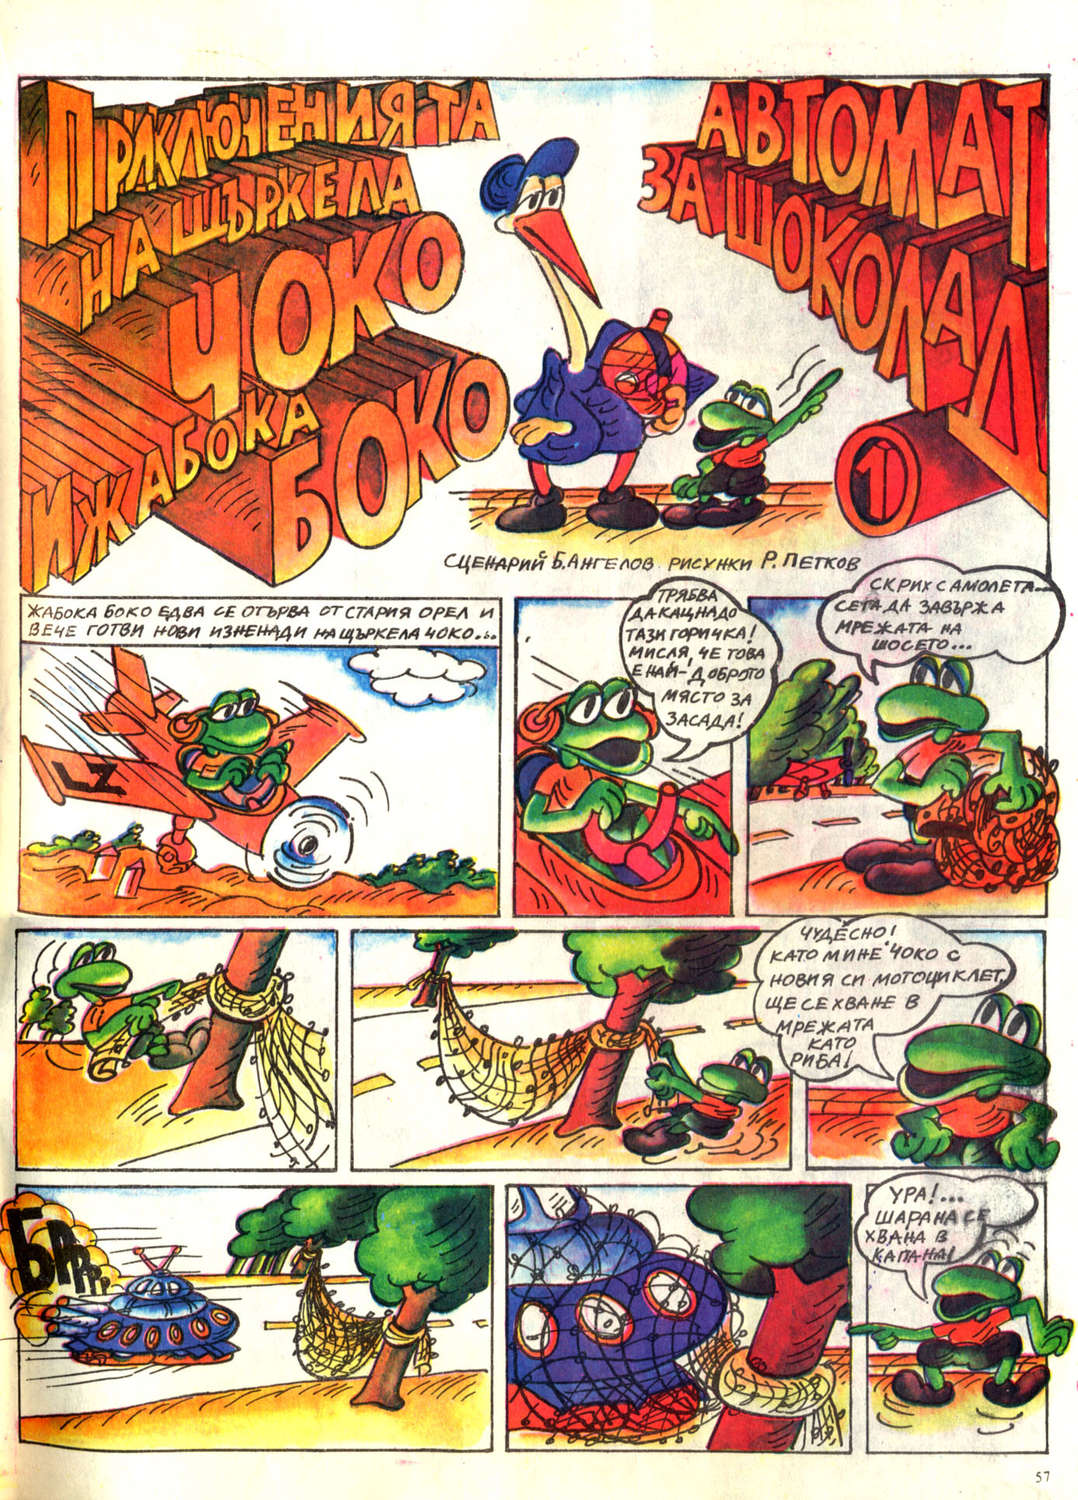 ПРИКЛЮЧЕНИЯТА
НА ЩЪРКЕЛА
ЧОКО
И ЖАБОКА
БОКО
АВТОМАТ
ЗА ШОКОЛАД
1
СЦЕНАРИЙ Б. АНГЕЛОВ РИСУНКИ Р. ПЕТКОВ
ЖАБОКА БОКО ЕДВА СЕ ОТЪРВА ОТ СТАРИЯ ОРЕЛ И
ВЕЧЕ ГОТВИ НОВИ ИЗНЕНАДИ НА ЩЪРКЕЛА ЧОКО...
LZ
ТРЯБВА
ДА КАЦНА ДО
ТАЗИ ГОРИЧКА!
МИСЛЯ, ЧЕ ТОВА
Е НАЙ-ДОБРОТО
МЯСТО ЗА
ЗАСАДА!
СКРИХ САМОЛЕТА...
СЕГА ДА ЗАВЪРЖА
МРЕЖАТА НА
ШОСЕТО...
ЧУДЕСНО!
КАТО МИНЕ ЧОКО С
НОВИЯ СИ МОТОЦИКЛЕТ,
ЩЕ СЕ ХВАНЕ В
МРЕЖАТА
КАТО
РИБА!
БРРРР
УРА!...
ШАРАНА СЕ
ХВАНА В
КАПАНА!
57